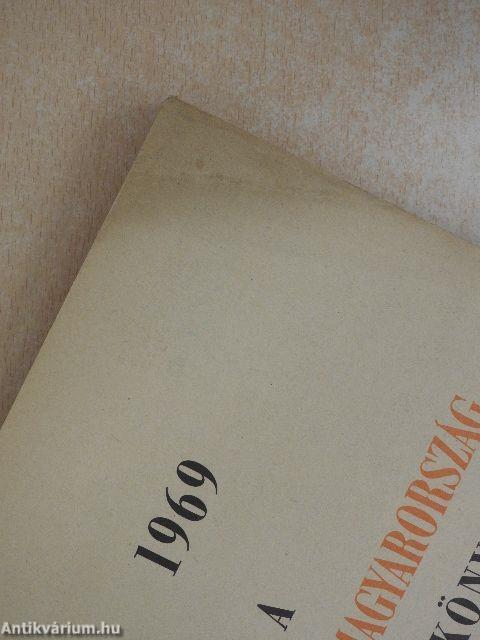 1969
A
MAGYARORSZÁG
KÖNY
Antikvárium.hu